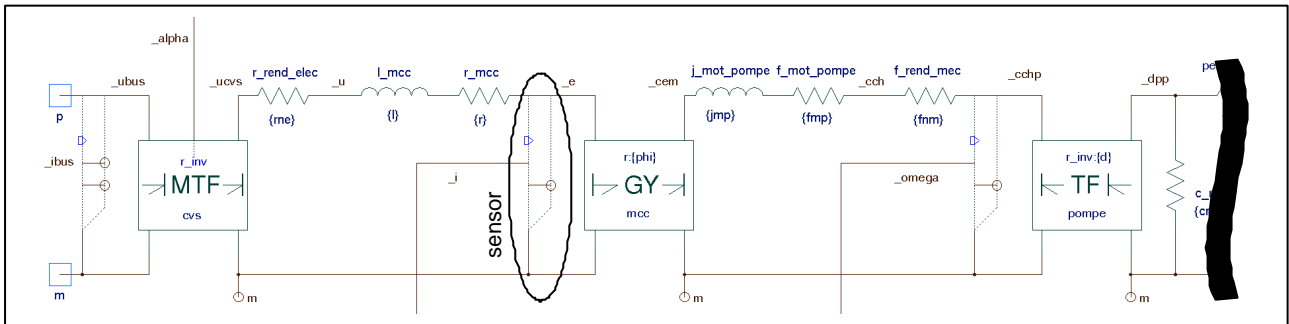 _alpha
_ubus
_ucvs
r_rend_elec
_u
l_mcc
r_mcc
_e
_cem
j_mot_pompe
f_mot_pompe
_cch
f_rend_mec
_cchp
_dpp
p
{rne}
{l}
{r}
{jmp}
{fmp}
{fnm}
_ibus
r_inv
MTF
cvs
_i
sensor
r:{phi}
GY
mcc
_omega
r_inv:{d}
TF
pompe
m
m
m
m